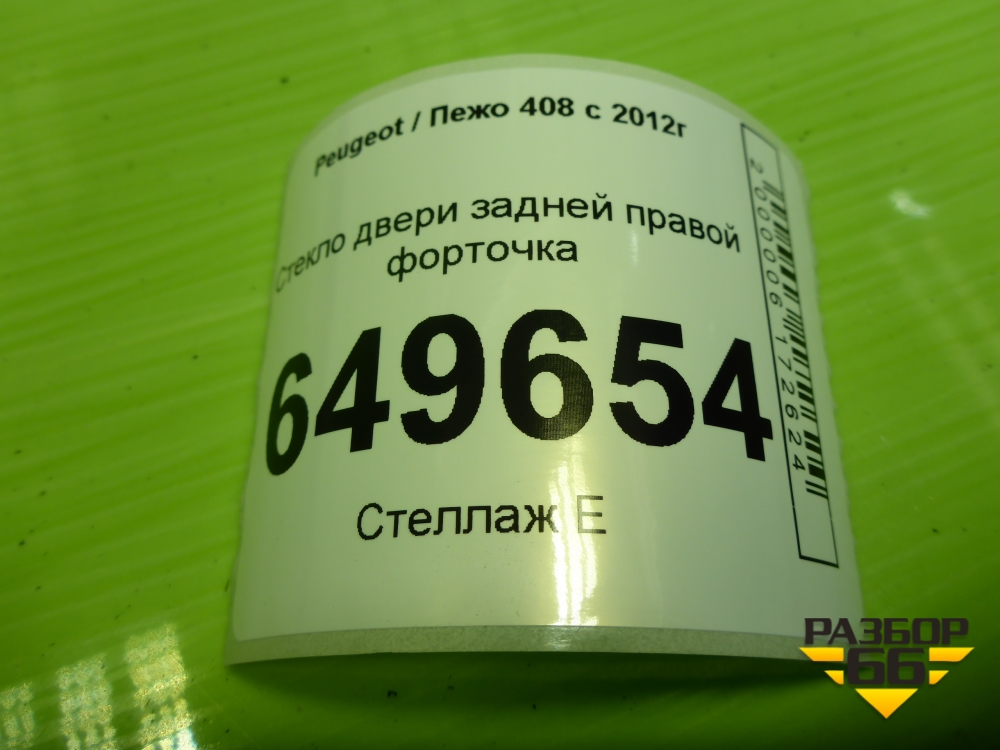 Peugeot / Пежо 408 с 2012г
Стекло двери задней правой
форточка
649654
Стеллаж Е
2000006172624
РАЗБОР
66